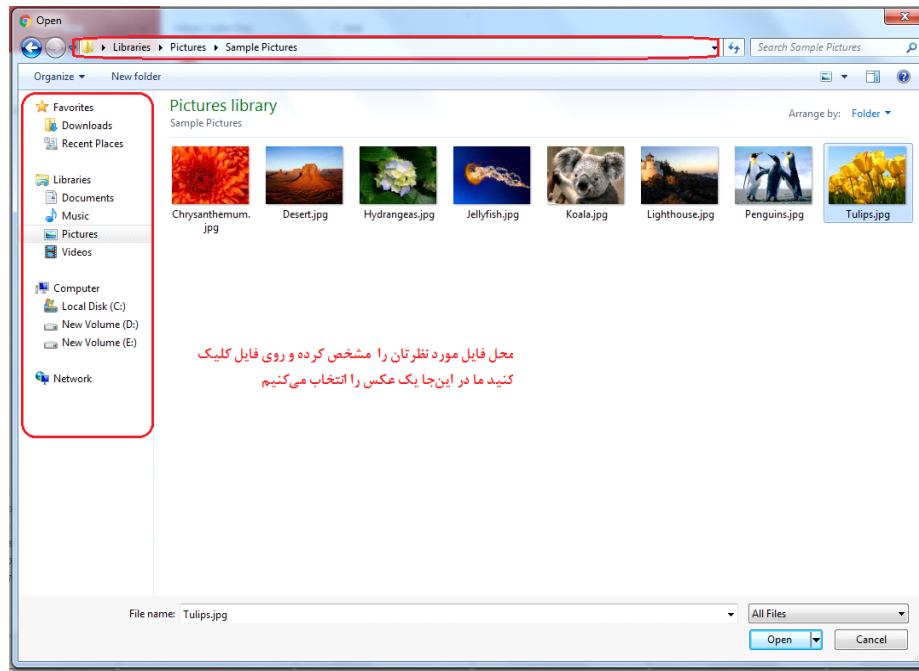 Open
Libraries ▸ Pictures ▸ Sample Pictures
Search Sample Pictures
Organize
New folder
Favorites
Downloads
Recent Places
Libraries
Documents
Music
Pictures
Videos
Computer
Local Disk (C:)
New Volume (D:)
New Volume (E:)
Network
Pictures library
Sample Pictures
Arrange by: Folder
Chrysanthemum.
jpg
Desert.jpg
Hydrangeas.jpg
Jellyfish.jpg
Koala.jpg
Lighthouse.jpg
Penguins.jpg
Tulips.jpg
محل فایل مورد نظرتان را مشخص کرده و روی فایل کلیک
کنید ما در این‌جا یک عکس را انتخاب می‌کنیم
File name: Tulips.jpg
All Files
Open
Cancel